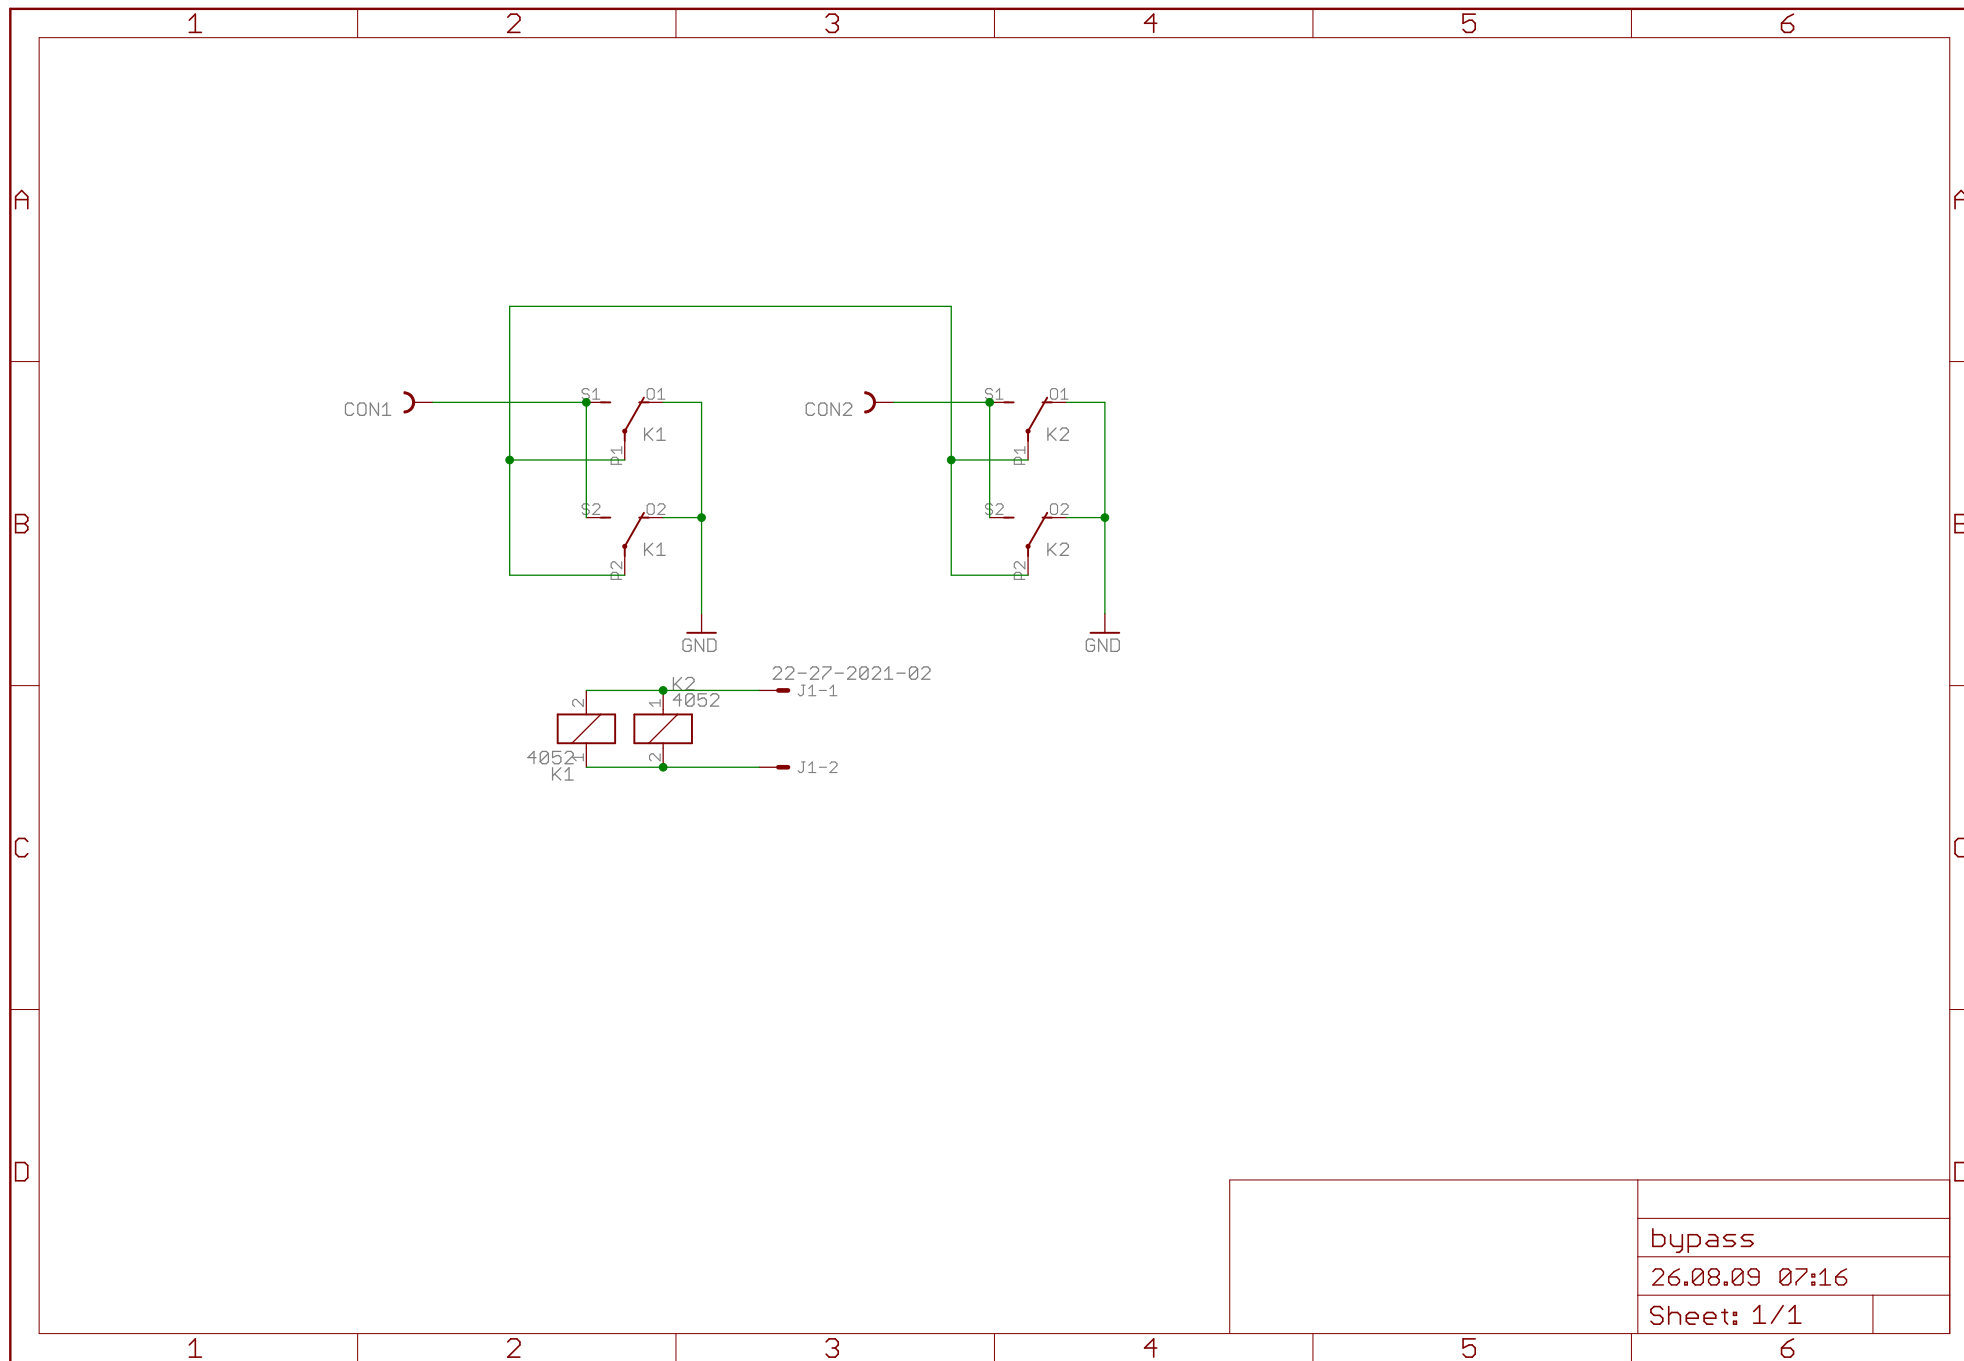 1 2 3 4 5 6
A A
S1 O1 S1 O1
CON1 K1 CON2 K2
P1 P1
S2 O2 S2 O2
B B
K1 K2
P2 P2
GND GND
22-27-2021-02
K2 J1-1
2 1 4052
4052 1 2 J1-2
K1
C C
D D
bypass
26.08.09 07:16
Sheet: 1/1
1 2 3 4 5 6